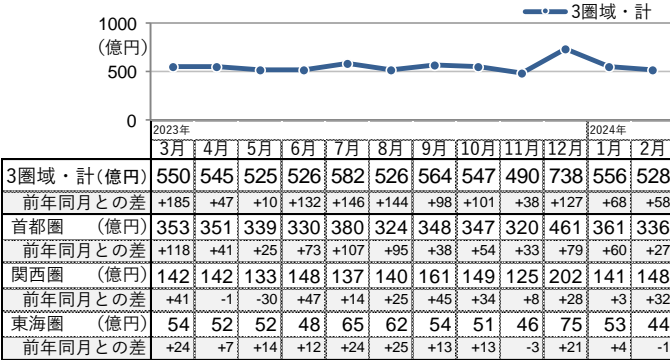 3圏域・計
1000
(億円)
500
0
2023年 2024年
3月 4月 5月 6月 7月 8月 9月 10月 11月 12月 1月 2月
3圏域・計(億円) 550 545 525 526 582 526 564 547 490 738 556 528
前年同月との差 +185 +47 +10 +132 +146 +144 +98 +101 +38 +127 +68 +58
首都圏 (億円) 353 351 339 330 380 324 348 347 320 461 361 336
前年同月との差 +118 +41 +25 +73 +107 +95 +38 +54 +33 +79 +60 +27
関西圏 (億円) 142 142 133 148 137 140 161 149 125 202 141 148
前年同月との差 +41 -1 -30 +47 +14 +25 +45 +34 +8 +28 +3 +32
東海圏 (億円) 54 52 52 48 65 62 54 51 46 75 53 44
前年同月との差 +24 +7 +14 +12 +24 +25 +13 +13 -3 +21 +4 -1